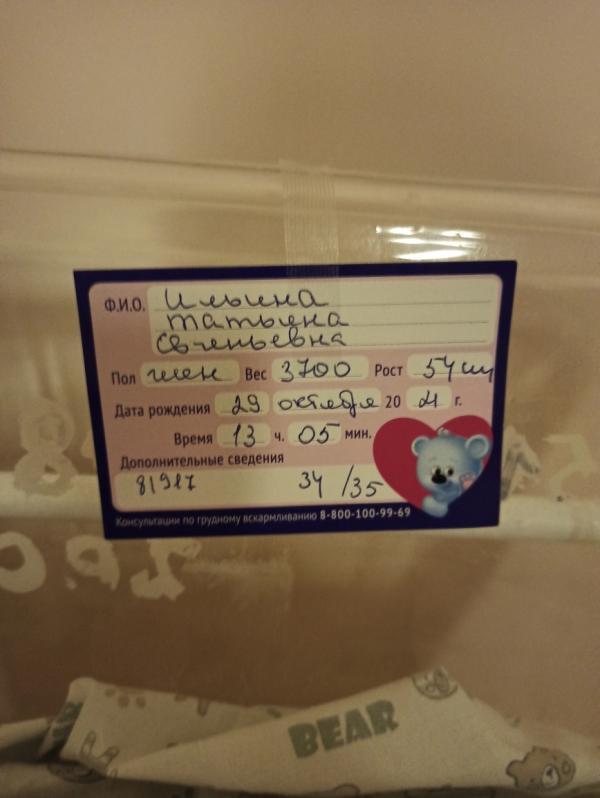 Ф.И.О. Ильина
Татьяна
Евгеньевна
Пол жен Вес 3700 Рост 54 см
Дата рождения 29 октября 20 21 г.
Время 13 ч. 05 мин.
Дополнительные сведения
81917 34/35
Консультации по грудному вскармливанию 8-800-100-99-69
BEAR